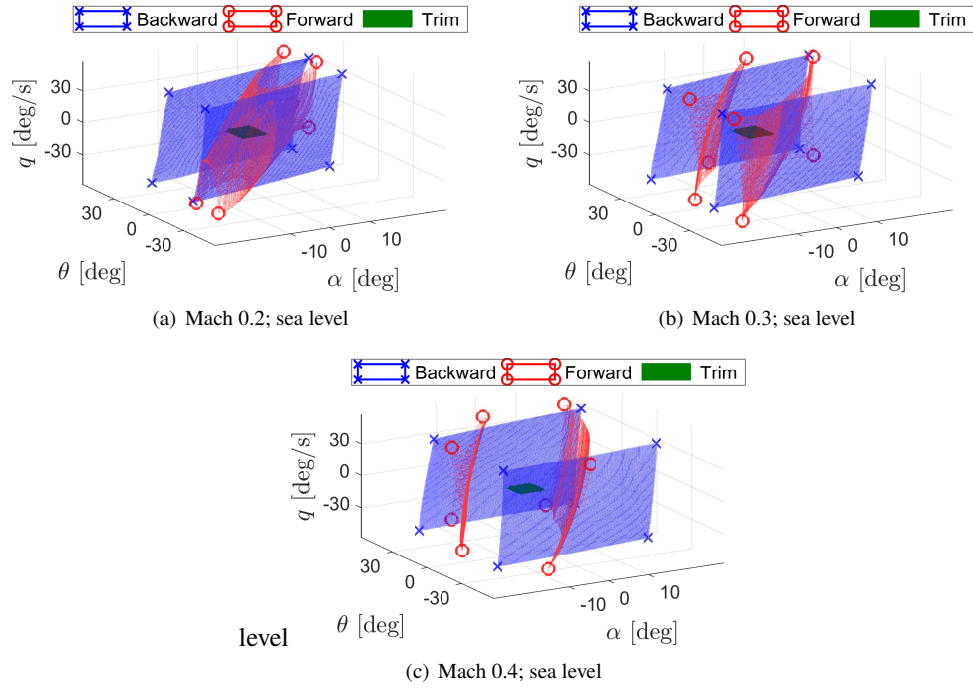 Backward Forward Trim
Backward Forward Trim
30
0
-30
q [deg/s]
30
0
-30
θ [deg]
-10 0 10
α [deg]
30
0
-30
q [deg/s]
30
0
-30
θ [deg]
-10 0 10
α [deg]
(a) Mach 0.2; sea level
(b) Mach 0.3; sea level
Backward Forward Trim
30
0
-30
q [deg/s]
30
0
-30
θ [deg]
-10 0 10
α [deg]
level
(c) Mach 0.4; sea level